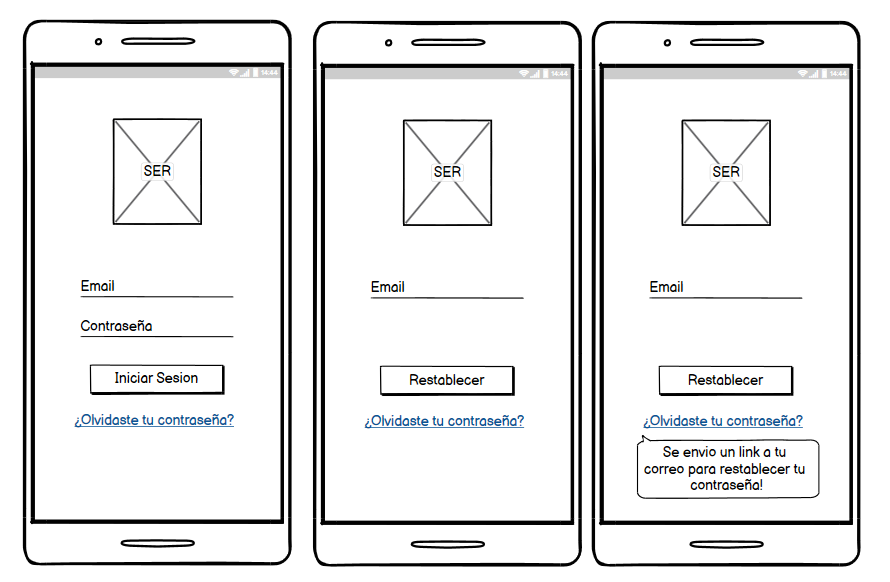 14:44
SER
Email
Contraseña
Iniciar Sesion
¿Olvidaste tu contraseña?
14:44
SER
Email
Restablecer
¿Olvidaste tu contraseña?
14:44
SER
Email
Restablecer
¿Olvidaste tu contraseña?
Se envio un link a tu
correo para restablecer tu
contraseña!